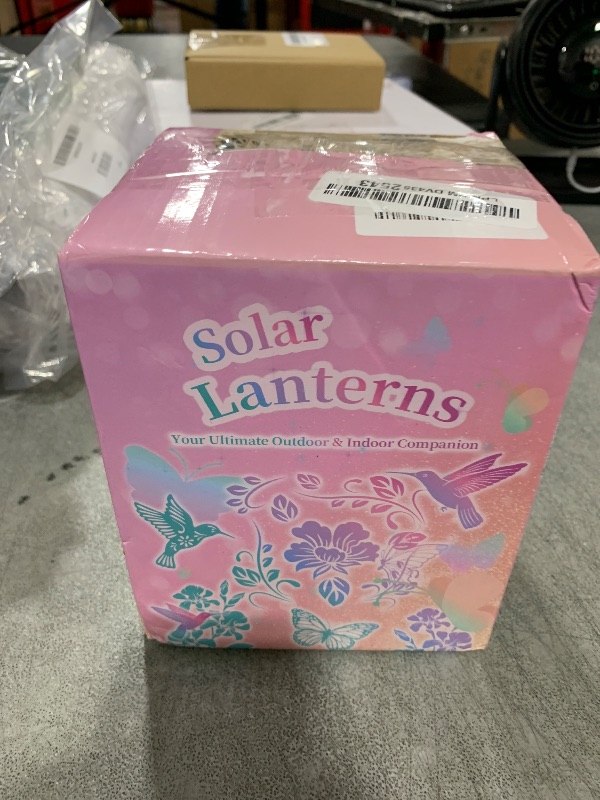 Solar
Lanterns
Your Ultimate Outdoor & Indoor Companion